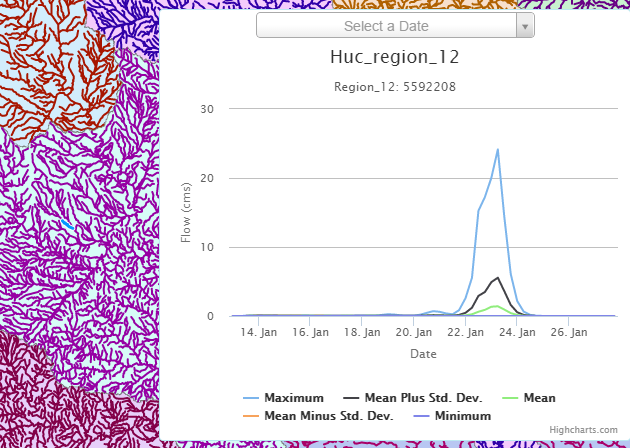 Select a Date
Huc_region_12
Region_12: 5592208
30
20
10
0
Flow (cms)
14. Jan 16. Jan 18. Jan 20. Jan 22. Jan 24. Jan 26. Jan
Date
Maximum Mean Plus Std. Dev. Mean
Mean Minus Std. Dev. Minimum
Highcharts.com